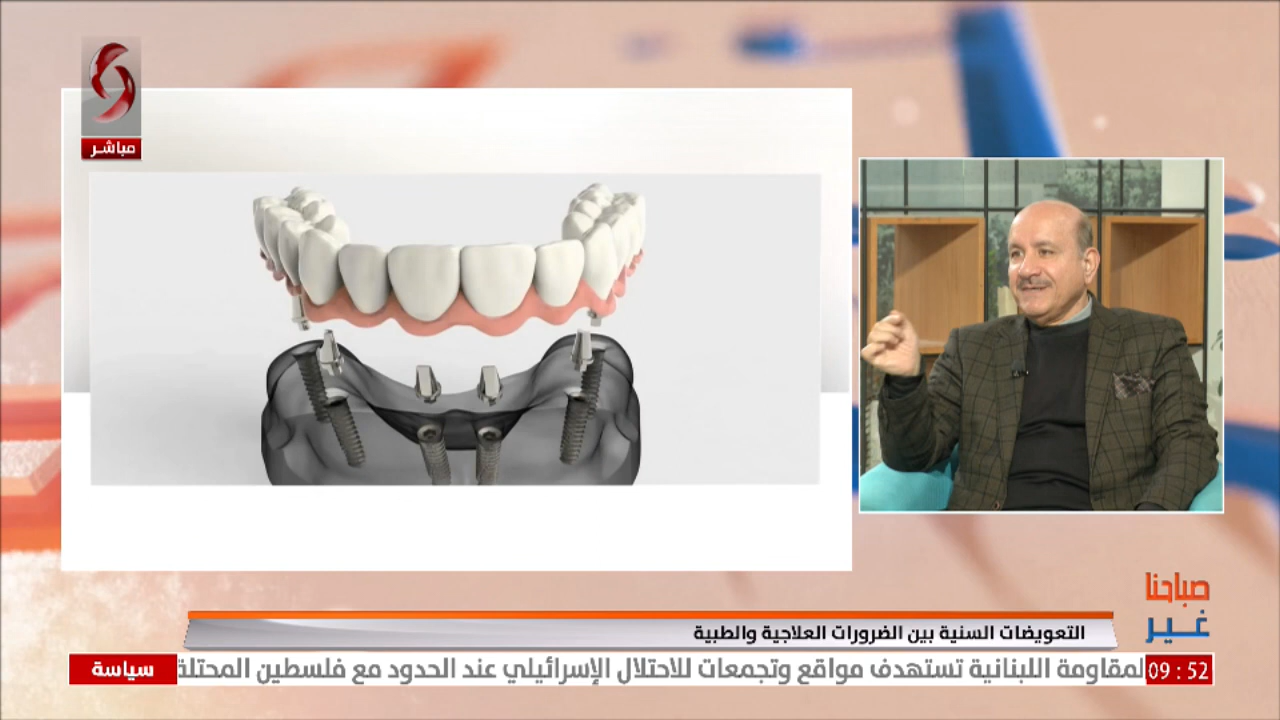 مباشر
صباحنا
غير
التعويضات السنية بين الضرورات العلاجية والطبية
سياسة
لمقاومة اللبنانية تستهدف مواقع وتجمعات للاحتلال الإسرائيلي عند الحدود مع فلسطين المحتلة
09 : 52